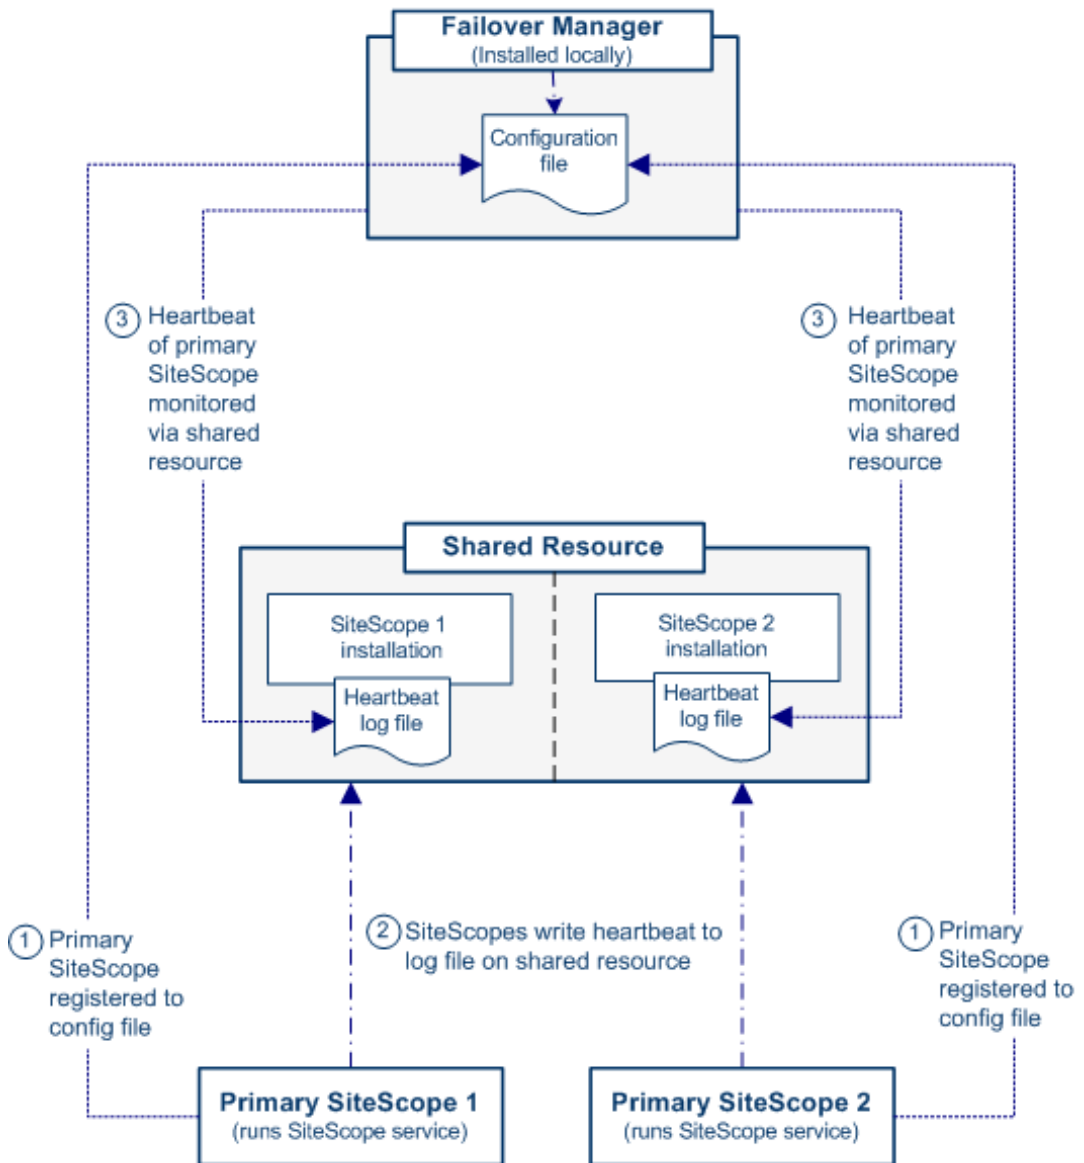 Failover Manager
(Installed locally)
Configuration
file
3 Heartbeat
of primary
SiteScope
monitored
via shared
resource
3 Heartbeat
of primary
SiteScope
monitored
via shared
resource
Shared Resource
SiteScope 1
installation
Heartbeat
log file
SiteScope 2
installation
Heartbeat
log file
1 Primary
SiteScope
registered to
config file
2 SiteScopes write heartbeat to
log file on shared resource
1 Primary
SiteScope
registered to
config file
Primary SiteScope 1
(runs SiteScope service)
Primary SiteScope 2
(runs SiteScope service)